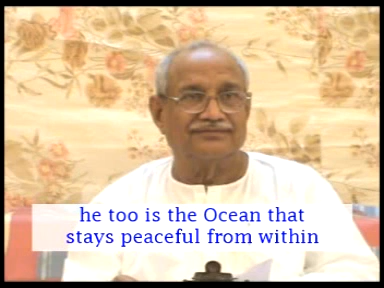 he too is the Ocean that
stays peaceful from within